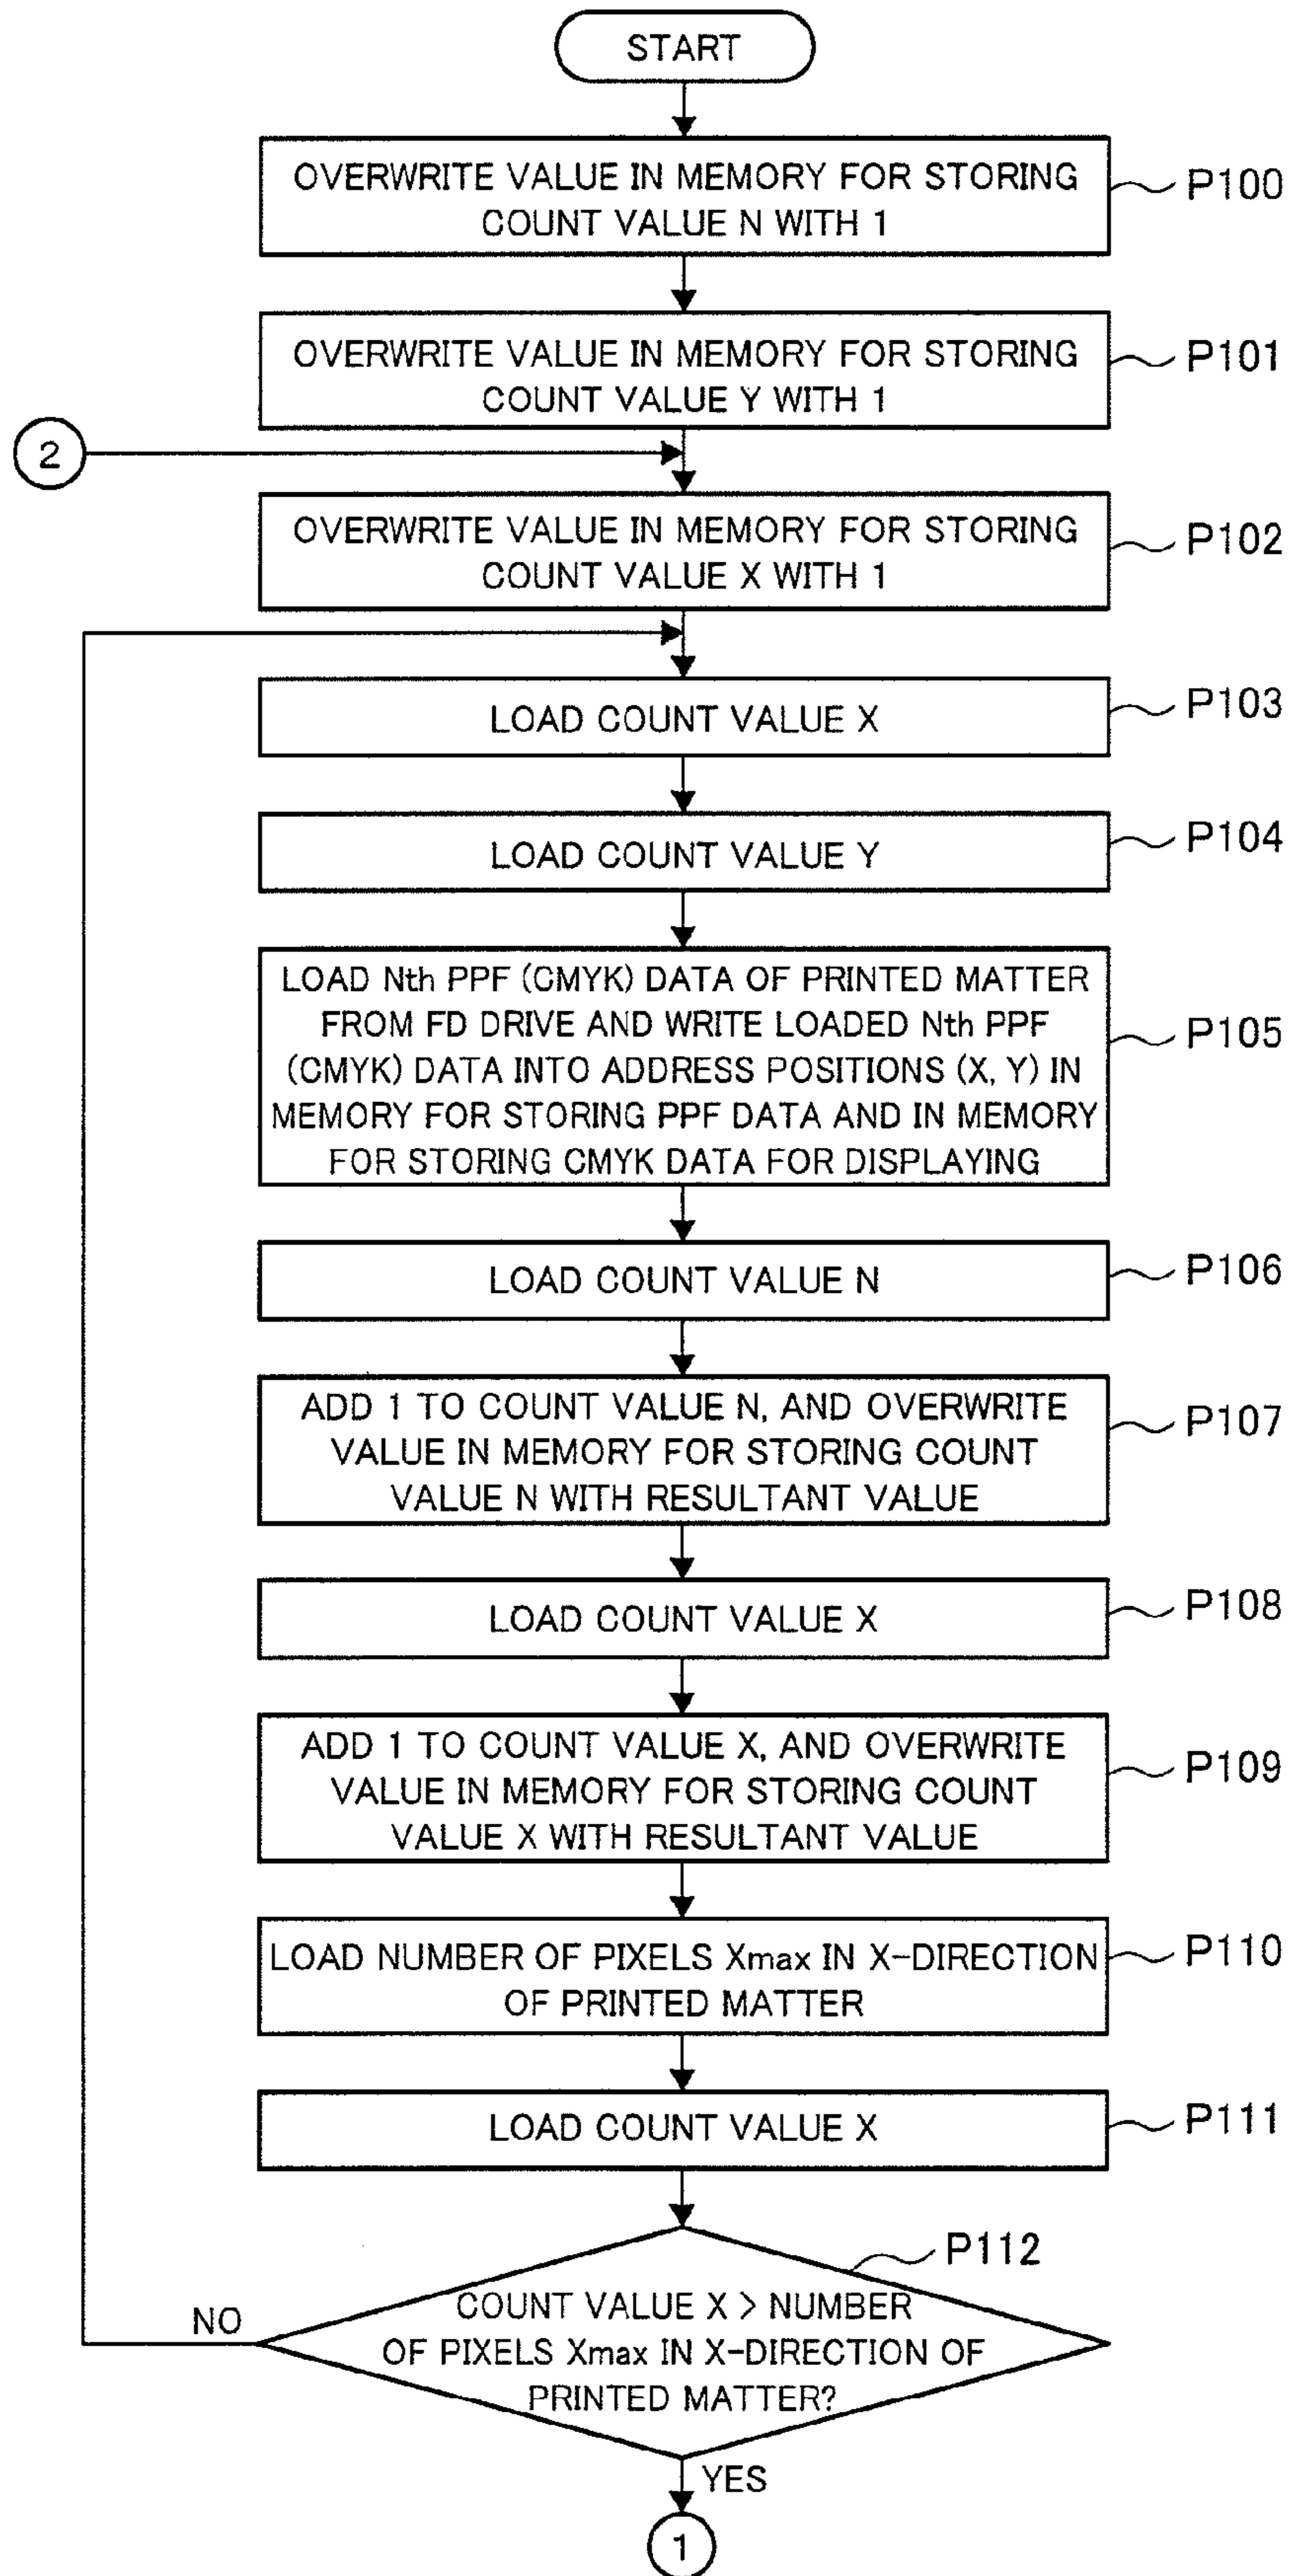 START
OVERWRITE VALUE IN MEMORY FOR STORING
COUNT VALUE N WITH 1
P100
OVERWRITE VALUE IN MEMORY FOR STORING
COUNT VALUE Y WITH 1
P101
2
OVERWRITE VALUE IN MEMORY FOR STORING
COUNT VALUE X WITH 1
P102
LOAD COUNT VALUE X
P103
LOAD COUNT VALUE Y
P104
LOAD Nth PPF (CMYK) DATA OF PRINTED MATTER
FROM FD DRIVE AND WRITE LOADED Nth PPF
(CMYK) DATA INTO ADDRESS POSITIONS (X, Y) IN
MEMORY FOR STORING PPF DATA AND IN MEMORY
FOR STORING CMYK DATA FOR DISPLAYING
P105
LOAD COUNT VALUE N
P106
ADD 1 TO COUNT VALUE N, AND OVERWRITE
VALUE IN MEMORY FOR STORING COUNT
VALUE N WITH RESULTANT VALUE
P107
LOAD COUNT VALUE X
P108
ADD 1 TO COUNT VALUE X, AND OVERWRITE
VALUE IN MEMORY FOR STORING COUNT
VALUE X WITH RESULTANT VALUE
P109
LOAD NUMBER OF PIXELS Xmax IN X-DIRECTION
OF PRINTED MATTER
P110
LOAD COUNT VALUE X
P111
P112
COUNT VALUE X > NUMBER
OF PIXELS Xmax IN X-DIRECTION OF
PRINTED MATTER?
NO
YES
1